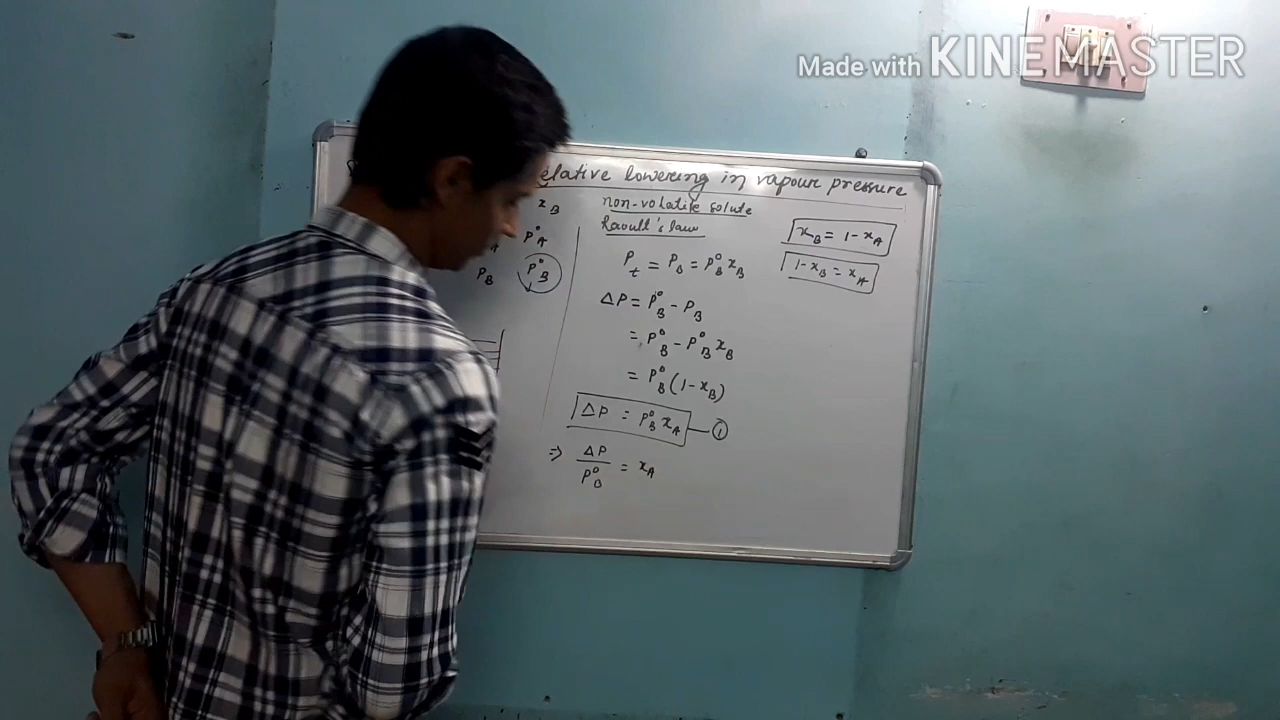 Made with KINEMASTER
elative lowering in vapour pressure
x_B
P°_A
P_B P°_B
non-volatile solute
Raoult's law
P_t = P_B = P°_B x_B
ΔP = P°_B - P_B
= P°_B - P°_B x_B
= P°_B (1 - x_B)
ΔP = P°_B x_A — ①
⇒ ΔP / P°_B = x_A
x_B = 1 - x_A
1 - x_B = x_A